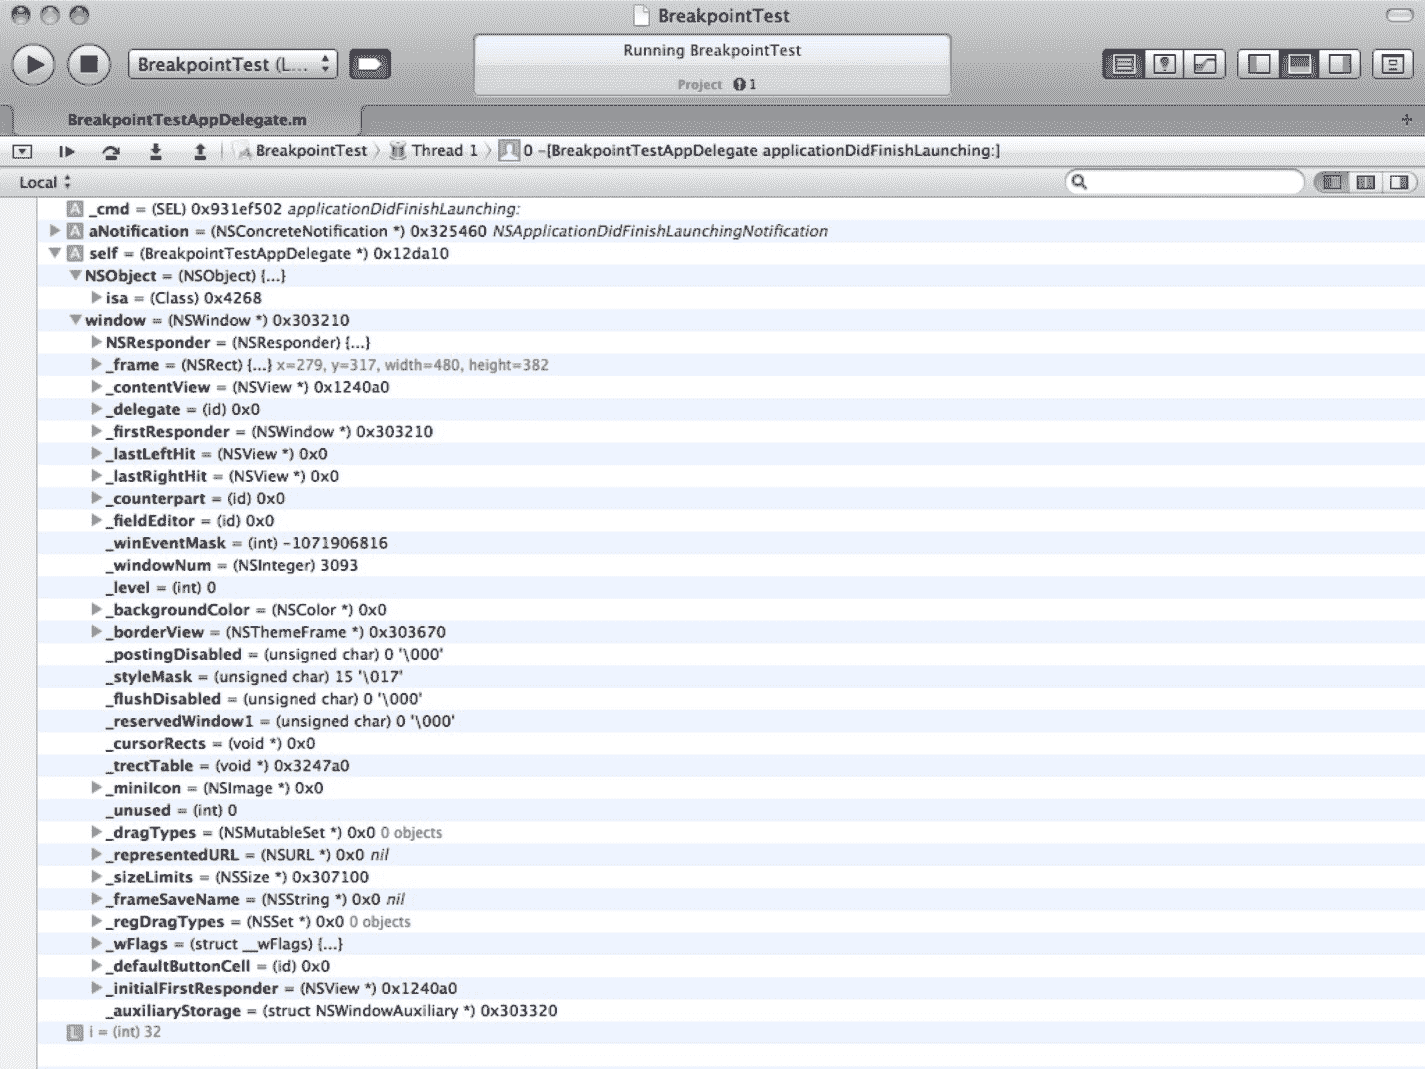 BreakpointTest
BreakpointTest (L...
Running BreakpointTest
Project 1
BreakpointTestAppDelegate.m
BreakpointTest Thread 1 0 -[BreakpointTestAppDelegate applicationDidFinishLaunching:]
Local
A _cmd = (SEL) 0x931ef502 applicationDidFinishLaunching:
A aNotification = (NSConcreteNotification *) 0x325460 NSApplicationDidFinishLaunchingNotification
A self = (BreakpointTestAppDelegate *) 0x12da10
NSObject = (NSObject) {...}
isa = (Class) 0x4268
window = (NSWindow *) 0x303210
NSResponder = (NSResponder) {...}
_frame = (NSRect) {...} x=279, y=317, width=480, height=382
_contentView = (NSView *) 0x1240a0
_delegate = (id) 0x0
_firstResponder = (NSWindow *) 0x303210
_lastLeftHit = (NSView *) 0x0
_lastRightHit = (NSView *) 0x0
_counterpart = (id) 0x0
_fieldEditor = (id) 0x0
_winEventMask = (int) -1071906816
_windowNum = (NSInteger) 3093
_level = (int) 0
_backgroundColor = (NSColor *) 0x0
_borderView = (NSThemeFrame *) 0x303670
_postingDisabled = (unsigned char) 0 '\000'
_styleMask = (unsigned char) 15 '\017'
_flushDisabled = (unsigned char) 0 '\000'
_reservedWindow1 = (unsigned char) 0 '\000'
_cursorRects = (void *) 0x0
_trectTable = (void *) 0x3247a0
_miniIcon = (NSImage *) 0x0
_unused = (int) 0
_dragTypes = (NSMutableSet *) 0x0 0 objects
_representedURL = (NSURL *) 0x0 nil
_sizeLimits = (NSSize *) 0x307100
_frameSaveName = (NSString *) 0x0 nil
_regDragTypes = (NSSet *) 0x0 0 objects
_wFlags = (struct __wFlags) {...}
_defaultButtonCell = (id) 0x0
_initialFirstResponder = (NSView *) 0x1240a0
_auxiliaryStorage = (struct NSWindowAuxiliary *) 0x303320
L i = (int) 32